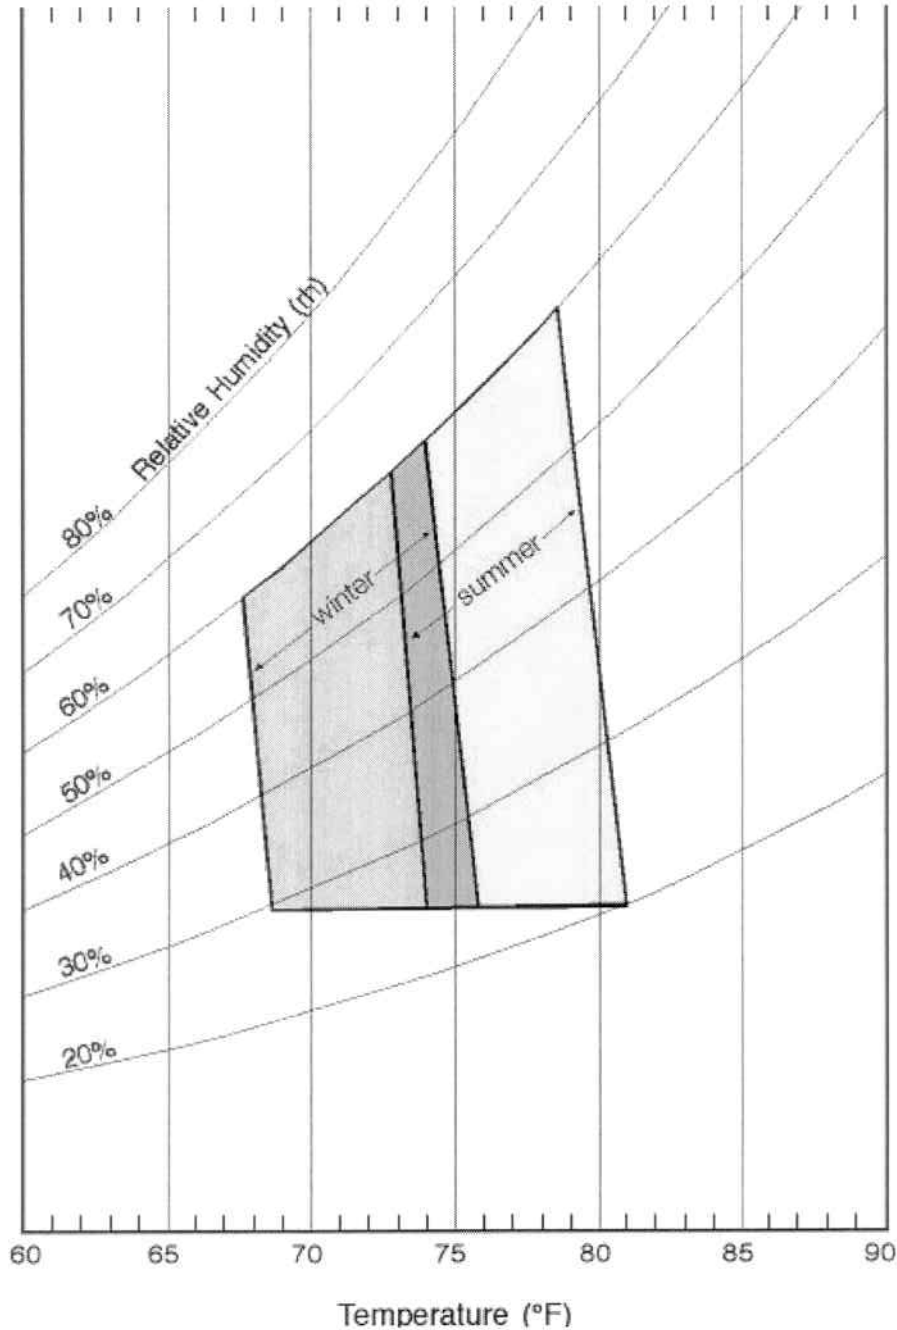 Relative Humidity (rh)
80%
70%
60%
50%
40%
30%
20%
winter
summer
60 65 70 75 80 85 90
Temperature (°F)